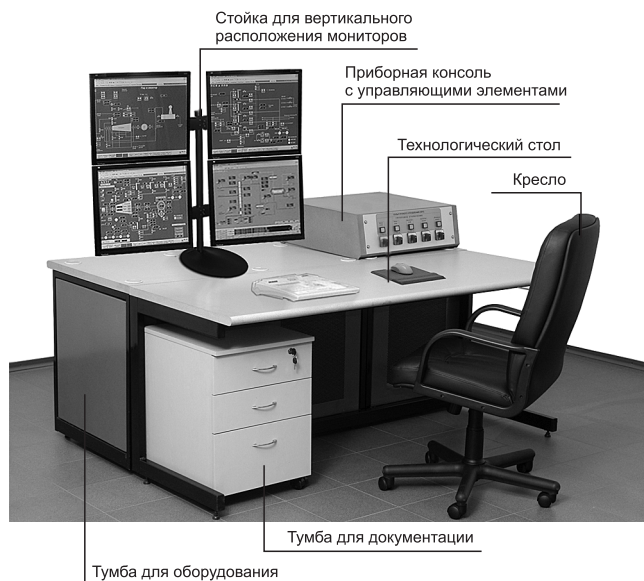 Стойка для вертикального
расположения мониторов
Приборная консоль
с управляющими элементами
Технологический стол
Кресло
Тумба для документации
Тумба для оборудования